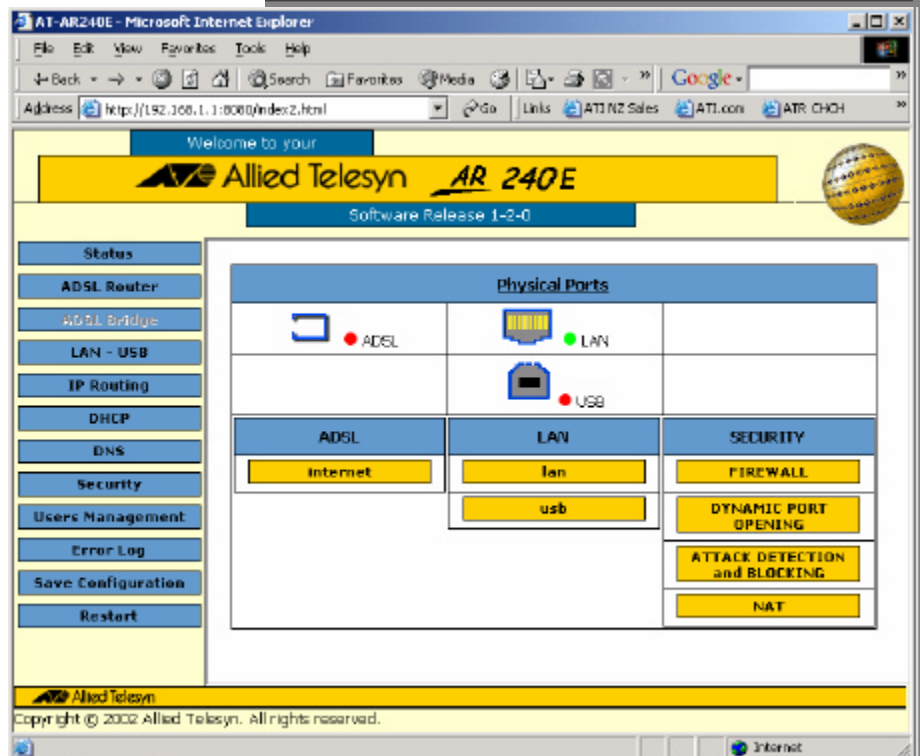 AT-AR240E - Microsoft Internet Explorer
File Edit View Favorites Tools Help
Back Search Favorites Media Google
Address http://192.168.1.1:8080/index2.html Go Links ATI NZ Sales ATI.com ATR CHCH
Welcome to your
Allied Telesyn AR 240E
Software Release 1-2-0
Status
ADSL Router
ADSL Bridge
LAN - USB
IP Routing
DHCP
DNS
Security
Users Management
Error Log
Save Configuration
Restart
Physical Ports
ADSL LAN
USB
ADSL LAN SECURITY
internet lan FIREWALL
usb DYNAMIC PORT
OPENING
ATTACK DETECTION
and BLOCKING
NAT
Allied Telesyn
Copyright © 2002 Allied Telesyn. All rights reserved.
Internet